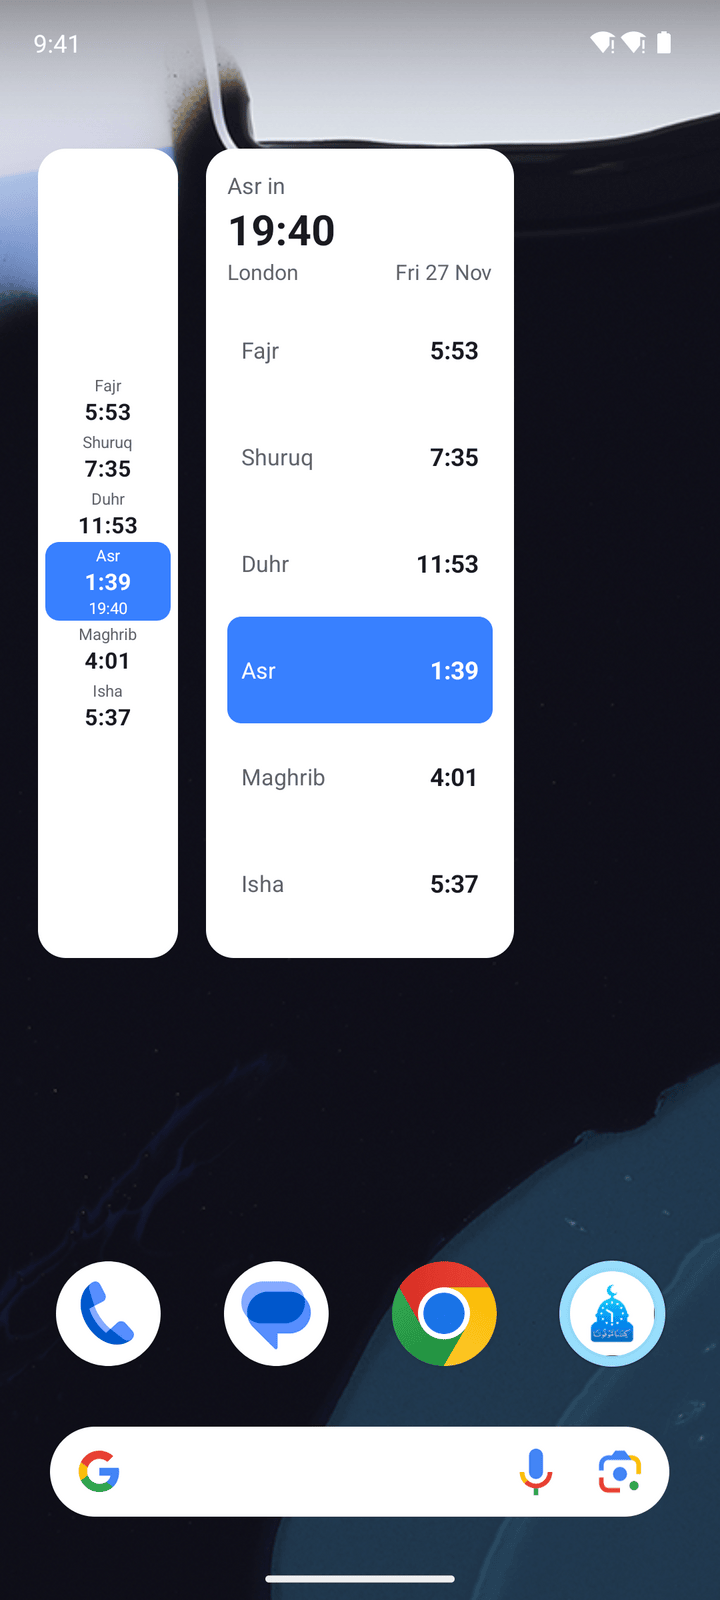 9:41
Fajr
5:53
Shuruq
7:35
Duhr
11:53
Asr
1:39
19:40
Maghrib
4:01
Isha
5:37
Asr in
19:40
London Fri 27 Nov
Fajr 5:53
Shuruq 7:35
Duhr 11:53
Asr 1:39
Maghrib 4:01
Isha 5:37